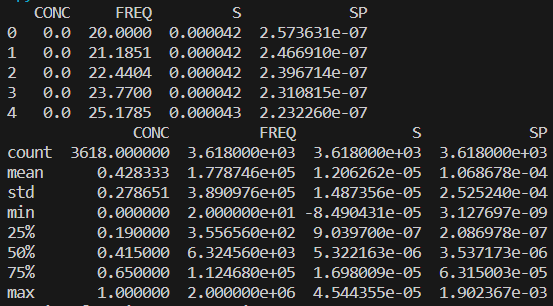 CONC FREQ S SP
0 0.0 20.0000 0.000042 2.573631e-07
1 0.0 21.1851 0.000042 2.466910e-07
2 0.0 22.4404 0.000042 2.396714e-07
3 0.0 23.7700 0.000042 2.310815e-07
4 0.0 25.1785 0.000043 2.232260e-07
CONC FREQ S SP
count 3618.000000 3.618000e+03 3.618000e+03 3.618000e+03
mean 0.428333 1.778746e+05 1.206262e-05 1.068678e-04
std 0.278651 3.890976e+05 1.487356e-05 2.525240e-04
min 0.000000 2.000000e+01 -8.490431e-05 3.127697e-09
25% 0.190000 3.556560e+02 9.039700e-07 2.086978e-07
50% 0.415000 6.324560e+03 5.322163e-06 3.537173e-06
75% 0.650000 1.124680e+05 1.698009e-05 6.315003e-05
max 1.000000 2.000000e+06 4.544355e-05 1.902367e-03